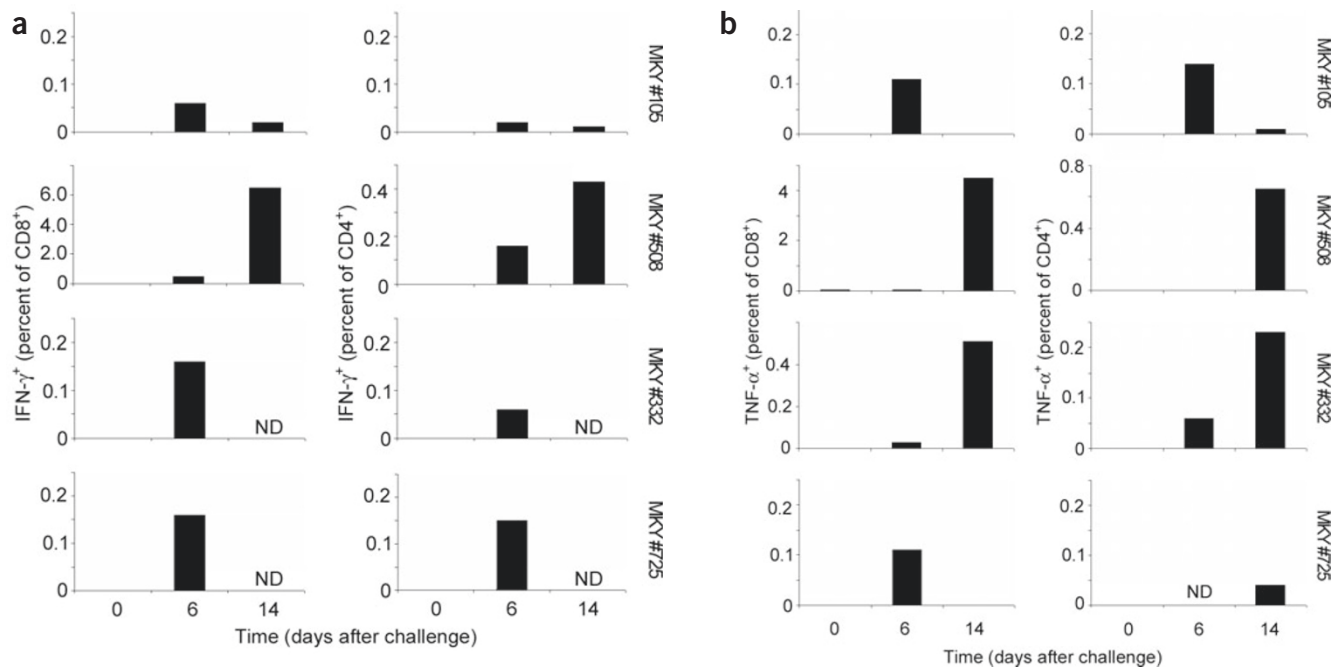 a
0.2
0.1
0
0.2
0.1
0
MKY #105
6.0
4.0
2.0
0
0.4
0.2
0
MKY #508
0.2
0.1
0
ND
0.2
0.1
0
ND
MKY #332
0.2
0.1
0
ND
0.2
0.1
0
ND
MKY #725
IFN-γ⁺ (percent of CD8⁺)
IFN-γ⁺ (percent of CD4⁺)
0 6 14
0 6 14
Time (days after challenge)
b
0.2
0.1
0
0.2
0.1
0
MKY #105
4
2
0
0.8
0.4
0.2
0
MKY #508
0.4
0.2
0
0.2
0.1
0
MKY #332
0.2
0.1
0
0.2
0.1
0
ND
MKY #725
TNF-α⁺ (percent of CD8⁺)
TNF-α⁺ (percent of CD4⁺)
0 6 14
0 6 14
Time (days after challenge)